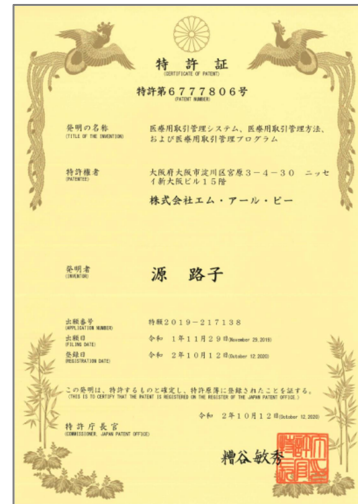 特許証
(CERTIFICATE OF PATENT)
特許第6777806号
(PATENT NUMBER)
発明の名称
(TITLE OF THE INVENTION)
医療用取引管理システム、医療用取引管理方法、
および医療用取引管理プログラム
特許権者
(PATENTEE)
大阪府大阪市淀川区宮原3-4-30 ニッセ
イ新大阪ビル15階
株式会社エム・アール・ピー
発明者
(INVENTOR)
源 路子
出願番号
(APPLICATION NUMBER)
特願2019-217138
出願日
(FILING DATE)
令和 1年11月29日(November 29,2019)
登録日
(REGISTRATION DATE)
令和 2年10月12日(October 12,2020)
この発明は、特許するものと確定し、特許原簿に登録されたことを証する。
(THIS IS TO CERTIFY THAT THE PATENT IS REGISTERED ON THE REGISTER OF THE JAPAN PATENT OFFICE.)
令和 2年10月12日(October 12,2020)
特許庁長官
(COMMISSIONER, JAPAN PATENT OFFICE)
糟谷敏秀